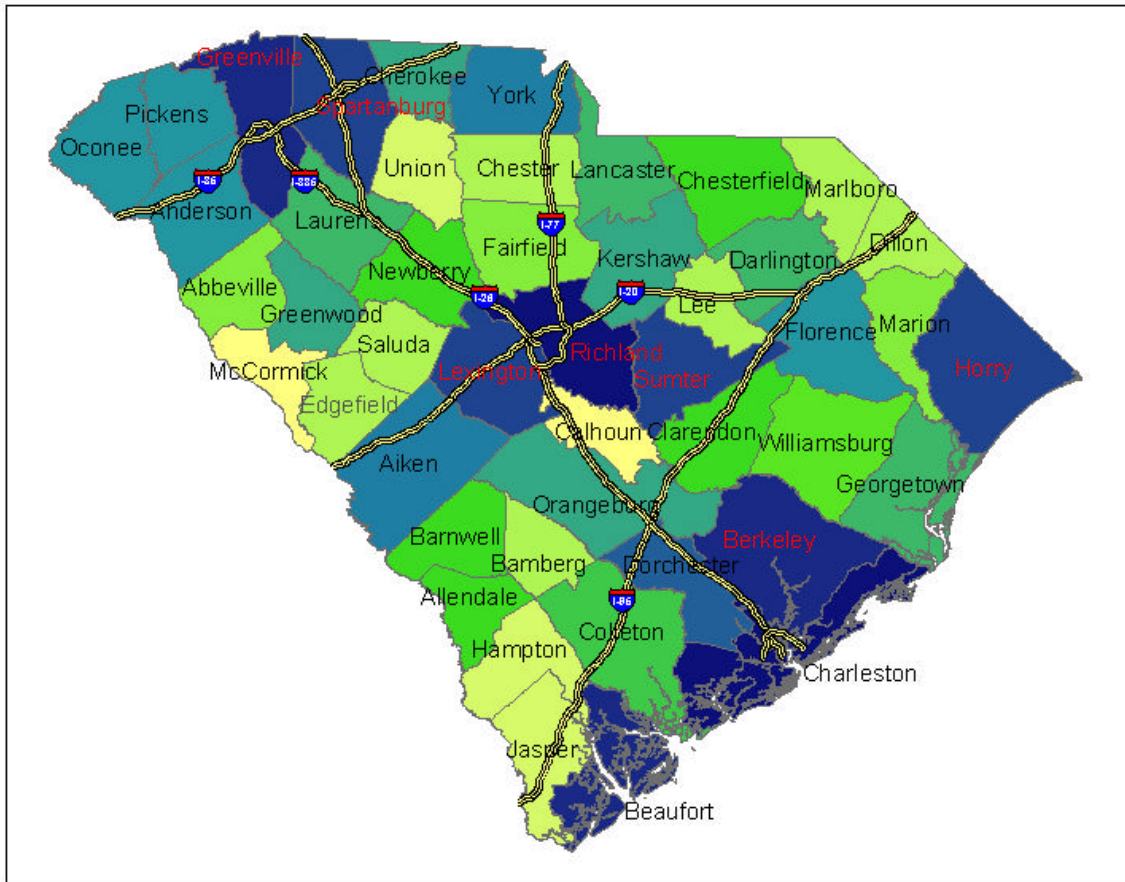 Greenville
Cherokee
Spartanburg
York
Pickens
Oconee
Union
Chester
Lancaster
Chesterfield
Marlboro
I-85
I-385
Anderson
Laurens
I-77
Fairfield
Dillon
Kershaw
Darlington
Newberry
Abbeville
I-26
I-20
Lee
Greenwood
Florence
Marion
Saluda
McCormick
Lexington
Richland
Sumter
Horry
Edgefield
Calhoun
Clarendon
Williamsburg
Aiken
Georgetown
Orangeburg
Barnwell
Bamberg
Berkeley
Dorchester
Allendale
I-95
Colleton
Hampton
Charleston
Jasper
Beaufort